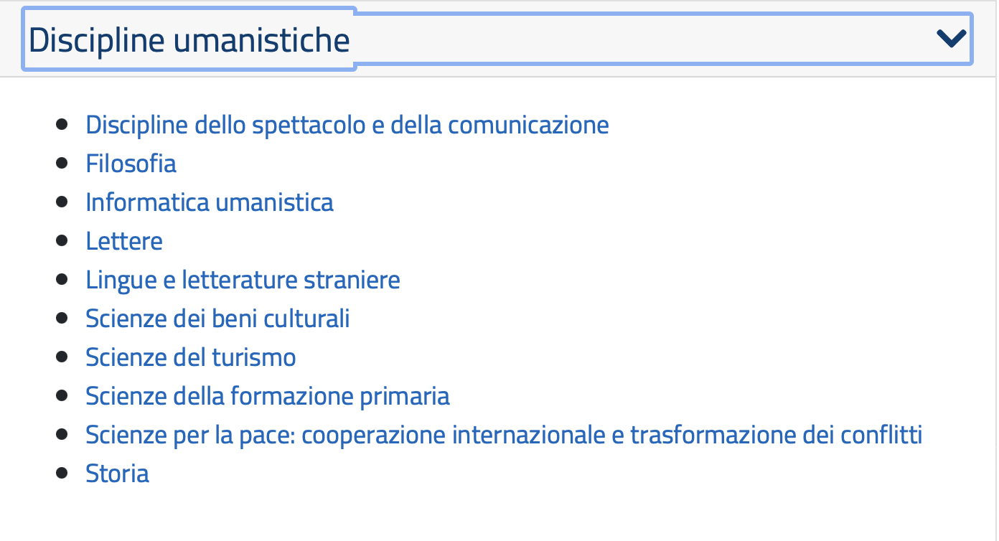 Discipline umanistiche
Discipline dello spettacolo e della comunicazione
Filosofia
Informatica umanistica
Lettere
Lingue e letterature straniere
Scienze dei beni culturali
Scienze del turismo
Scienze della formazione primaria
Scienze per la pace: cooperazione internazionale e trasformazione dei conflitti
Storia